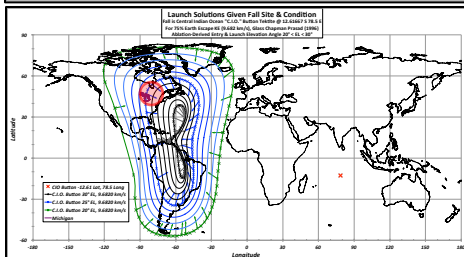 Launch Solutions Given Fall Site & Condition
Fall is Central Indian Ocean "C.I.O." Button Tektite @ 12.61667 S 78.5 E
For 75% Earth Escape KE (9.682 km/s), Glass Chapman Prasad (1996)
Ablation-Derived Entry & Launch Elevation Angle 20° < EL < 30°
Latitude
80
60
30
0
-30
-60
-80
CIO Button -12.61 Lat, 78.5 Long
C.I.O. Button 30° EL, 9.6820 km/s
C.I.O. Button 25° EL, 9.6820 km/s
C.I.O. Button 20° EL, 9.6820 km/s
Michigan
-180 -150 -120 -90 -60 -30 0 30 60 90 120 150 180
Longitude